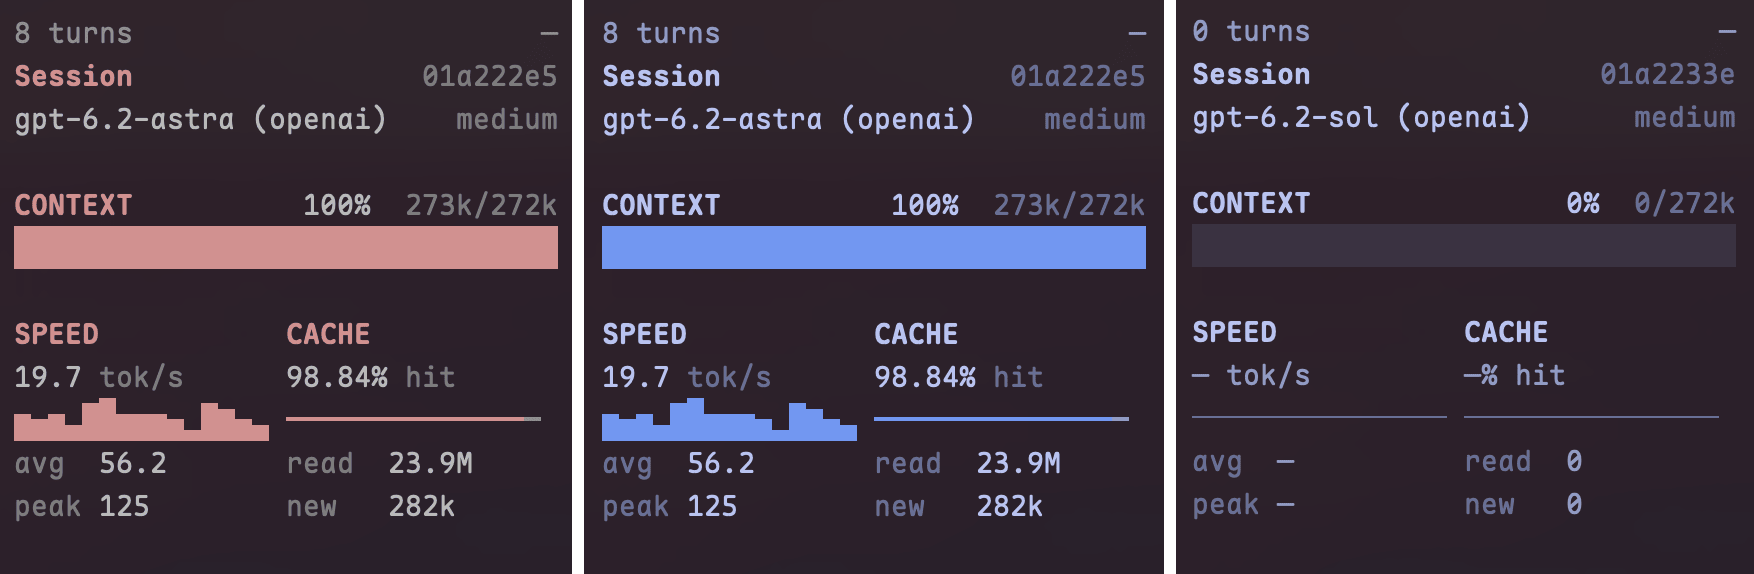 8 turns —
Session 01a222e5
gpt-6.2-astra (openai) medium
CONTEXT 100% 273k/272k
SPEED CACHE
19.7 tok/s 98.84% hit
avg 56.2 read 23.9M
peak 125 new 282k
8 turns —
Session 01a222e5
gpt-6.2-astra (openai) medium
CONTEXT 100% 273k/272k
SPEED CACHE
19.7 tok/s 98.84% hit
avg 56.2 read 23.9M
peak 125 new 282k
0 turns —
Session 01a2233e
gpt-6.2-sol (openai) medium
CONTEXT 0% 0/272k
SPEED CACHE
— tok/s —% hit
avg — read 0
peak — new 0